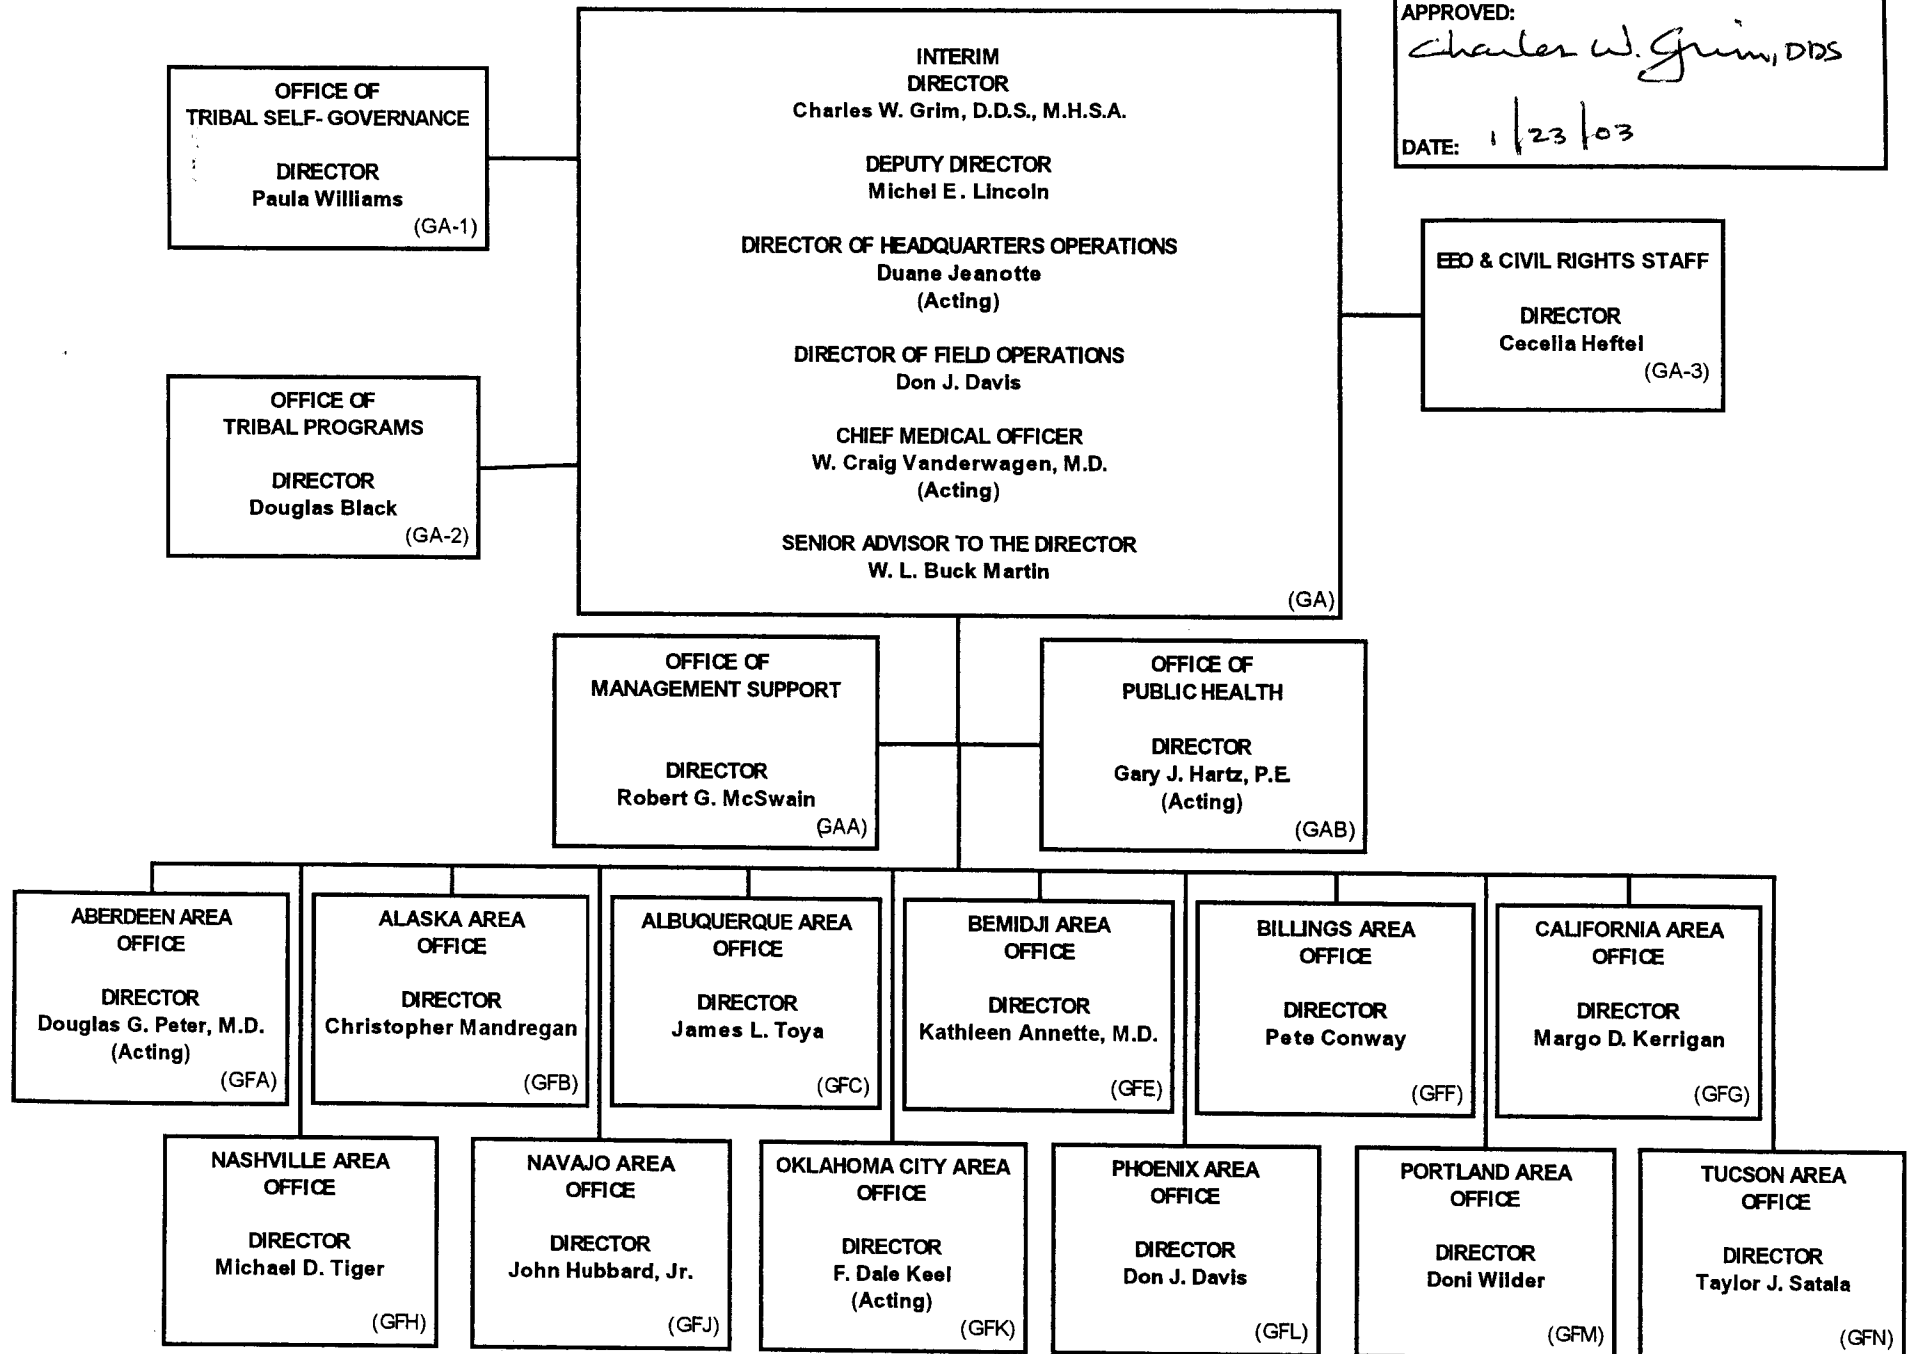 APPROVED:
Charles W. Grim, DDS
DATE: 1/23/03
OFFICE OF
TRIBAL SELF- GOVERNANCE
DIRECTOR
Paula Williams
(GA-1)
INTERIM
DIRECTOR
Charles W. Grim, D.D.S., M.H.S.A.
DEPUTY DIRECTOR
Michel E. Lincoln
DIRECTOR OF HEADQUARTERS OPERATIONS
Duane Jeanotte
(Acting)
DIRECTOR OF FIELD OPERATIONS
Don J. Davis
CHIEF MEDICAL OFFICER
W. Craig Vanderwagen, M.D.
(Acting)
SENIOR ADVISOR TO THE DIRECTOR
W. L. Buck Martin
(GA)
EEO & CIVIL RIGHTS STAFF
DIRECTOR
Cecelia Heftel
(GA-3)
OFFICE OF
TRIBAL PROGRAMS
DIRECTOR
Douglas Black
(GA-2)
OFFICE OF
MANAGEMENT SUPPORT
DIRECTOR
Robert G. McSwain
(GAA)
OFFICE OF
PUBLIC HEALTH
DIRECTOR
Gary J. Hartz, P.E.
(Acting)
(GAB)
ABERDEEN AREA
OFFICE
DIRECTOR
Douglas G. Peter, M.D.
(Acting)
(GFA)
ALASKA AREA
OFFICE
DIRECTOR
Christopher Mandregan
(GFB)
ALBUQUERQUE AREA
OFFICE
DIRECTOR
James L. Toya
(GFC)
BEMIDJI AREA
OFFICE
DIRECTOR
Kathleen Annette, M.D.
(GFE)
BILLINGS AREA
OFFICE
DIRECTOR
Pete Conway
(GFF)
CALIFORNIA AREA
OFFICE
DIRECTOR
Margo D. Kerrigan
(GFG)
NASHVILLE AREA
OFFICE
DIRECTOR
Michael D. Tiger
(GFH)
NAVAJO AREA
OFFICE
DIRECTOR
John Hubbard, Jr.
(GFJ)
OKLAHOMA CITY AREA
OFFICE
DIRECTOR
F. Dale Keel
(Acting)
(GFK)
PHOENIX AREA
OFFICE
DIRECTOR
Don J. Davis
(GFL)
PORTLAND AREA
OFFICE
DIRECTOR
Doni Wilder
(GFM)
TUCSON AREA
OFFICE
DIRECTOR
Taylor J. Satala
(GFN)